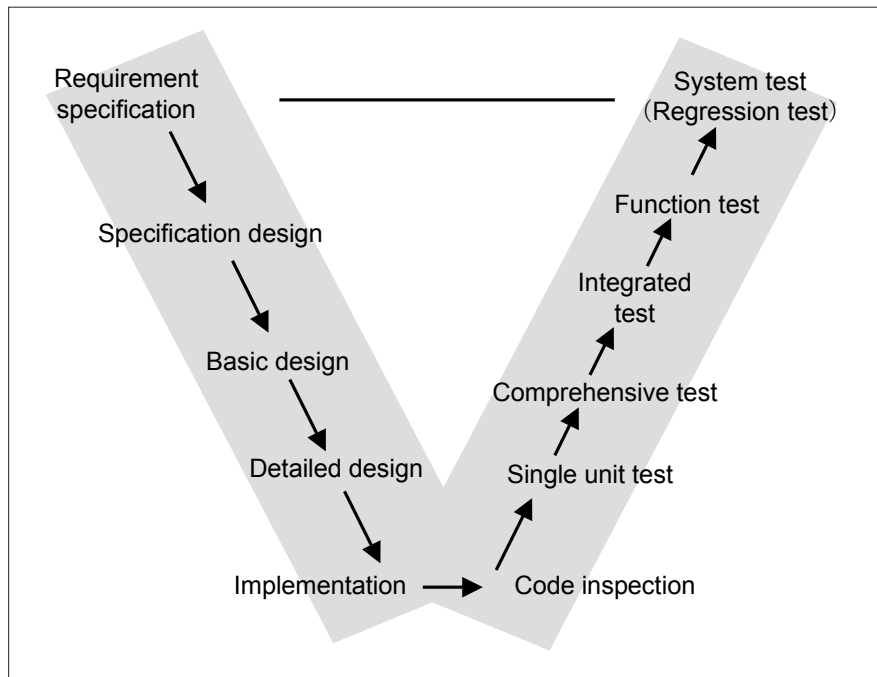 Requirement
specification
Specification design
Basic design
Detailed design
Implementation
Code inspection
Single unit test
Comprehensive test
Integrated
test
Function test
System test
（Regression test）